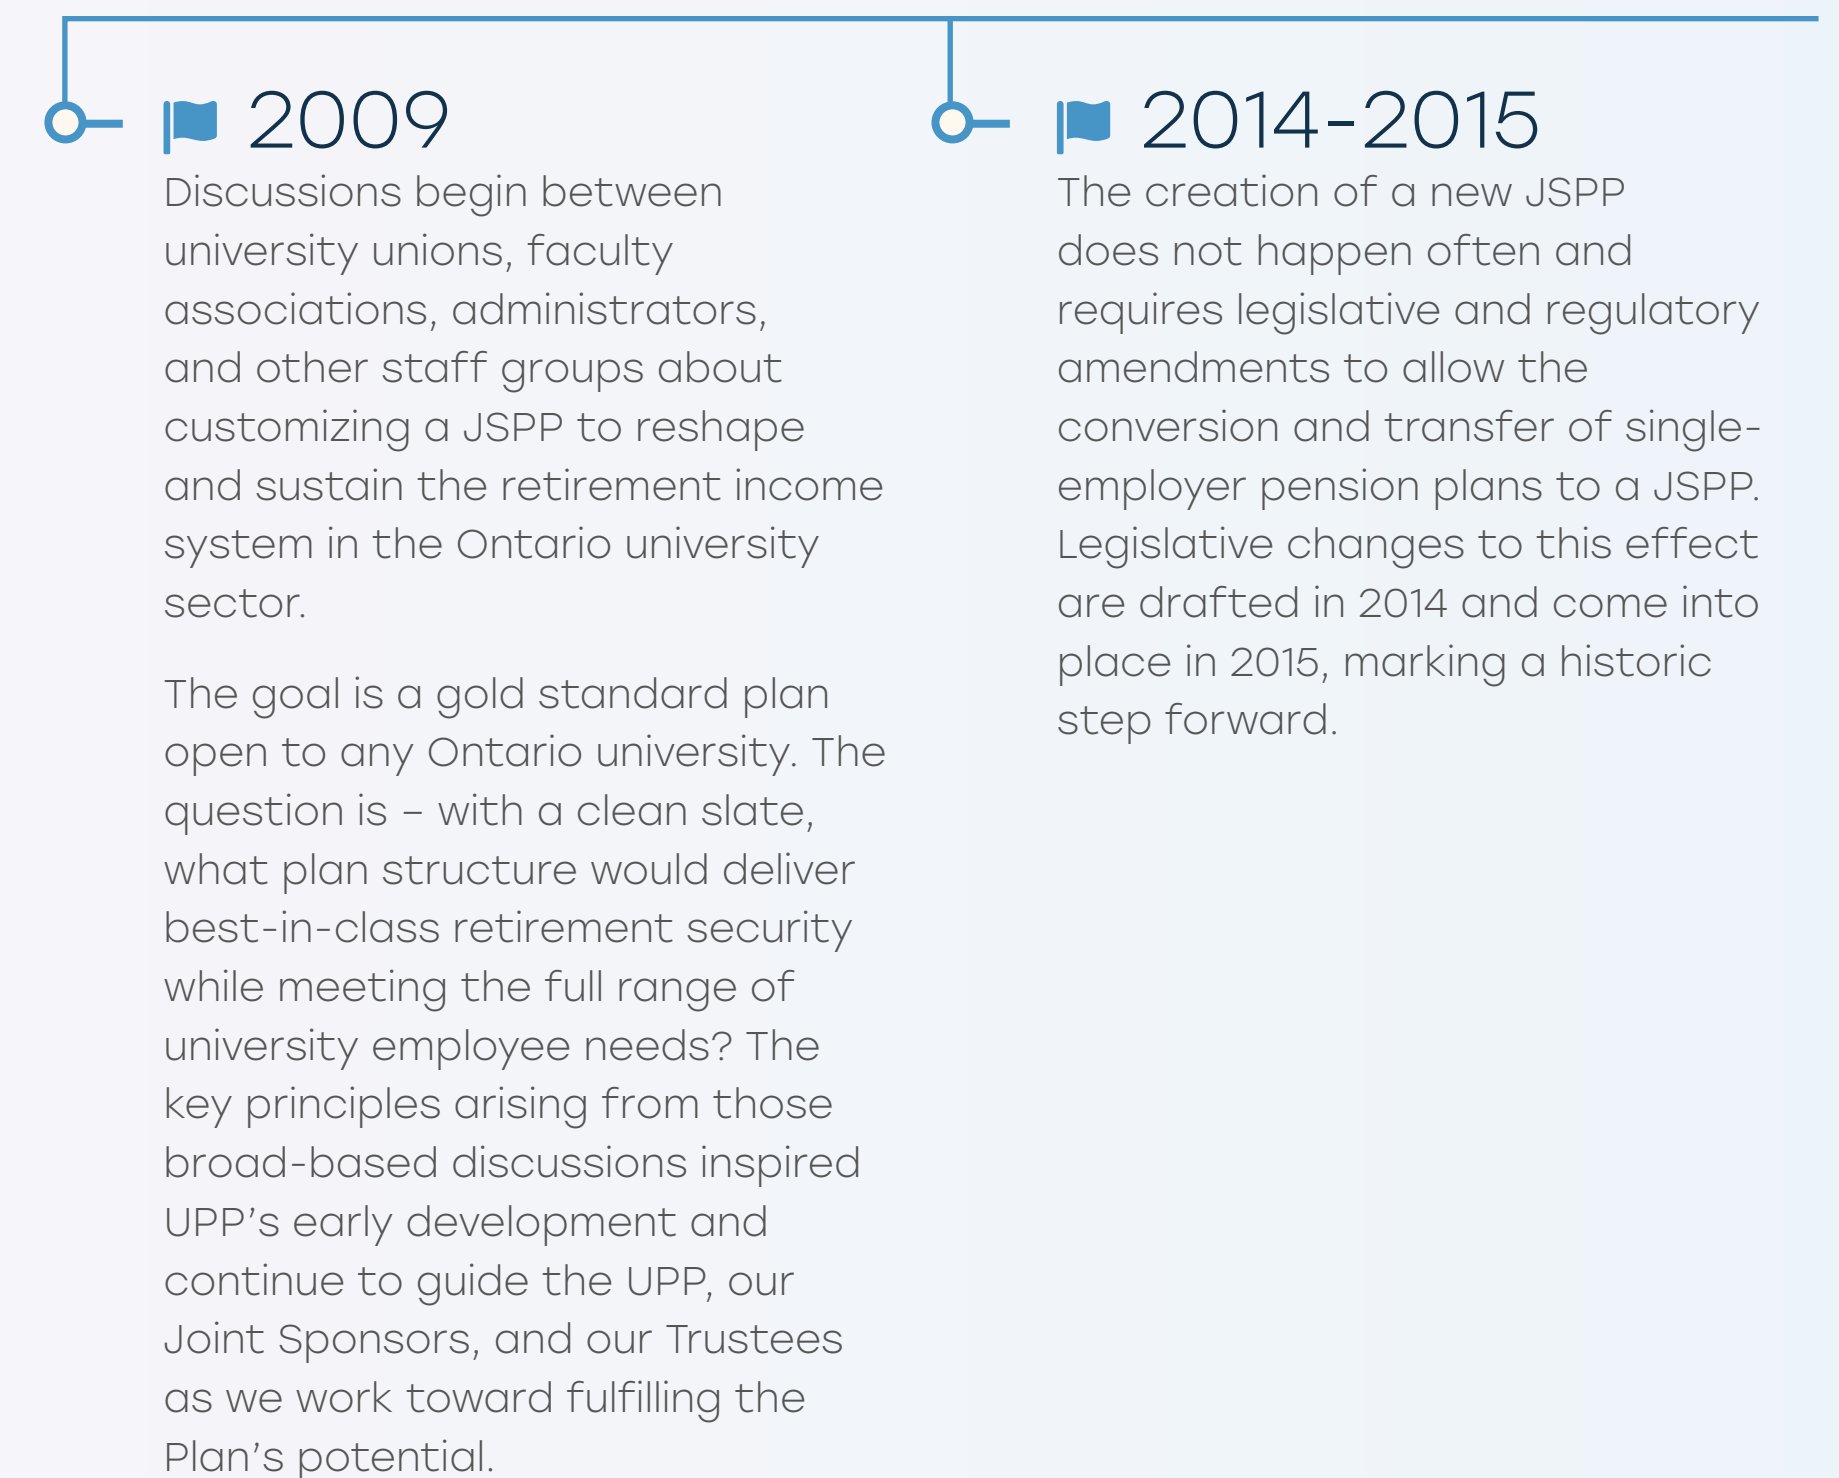 2009
Discussions begin between
university unions, faculty
associations, administrators,
and other staff groups about
customizing a JSPP to reshape
and sustain the retirement income
system in the Ontario university
sector.
The goal is a gold standard plan
open to any Ontario university. The
question is – with a clean slate,
what plan structure would deliver
best-in-class retirement security
while meeting the full range of
university employee needs? The
key principles arising from those
broad-based discussions inspired
UPP’s early development and
continue to guide the UPP, our
Joint Sponsors, and our Trustees
as we work toward fulfilling the
Plan’s potential.
2014-2015
The creation of a new JSPP
does not happen often and
requires legislative and regulatory
amendments to allow the
conversion and transfer of single-
employer pension plans to a JSPP.
Legislative changes to this effect
are drafted in 2014 and come into
place in 2015, marking a historic
step forward.